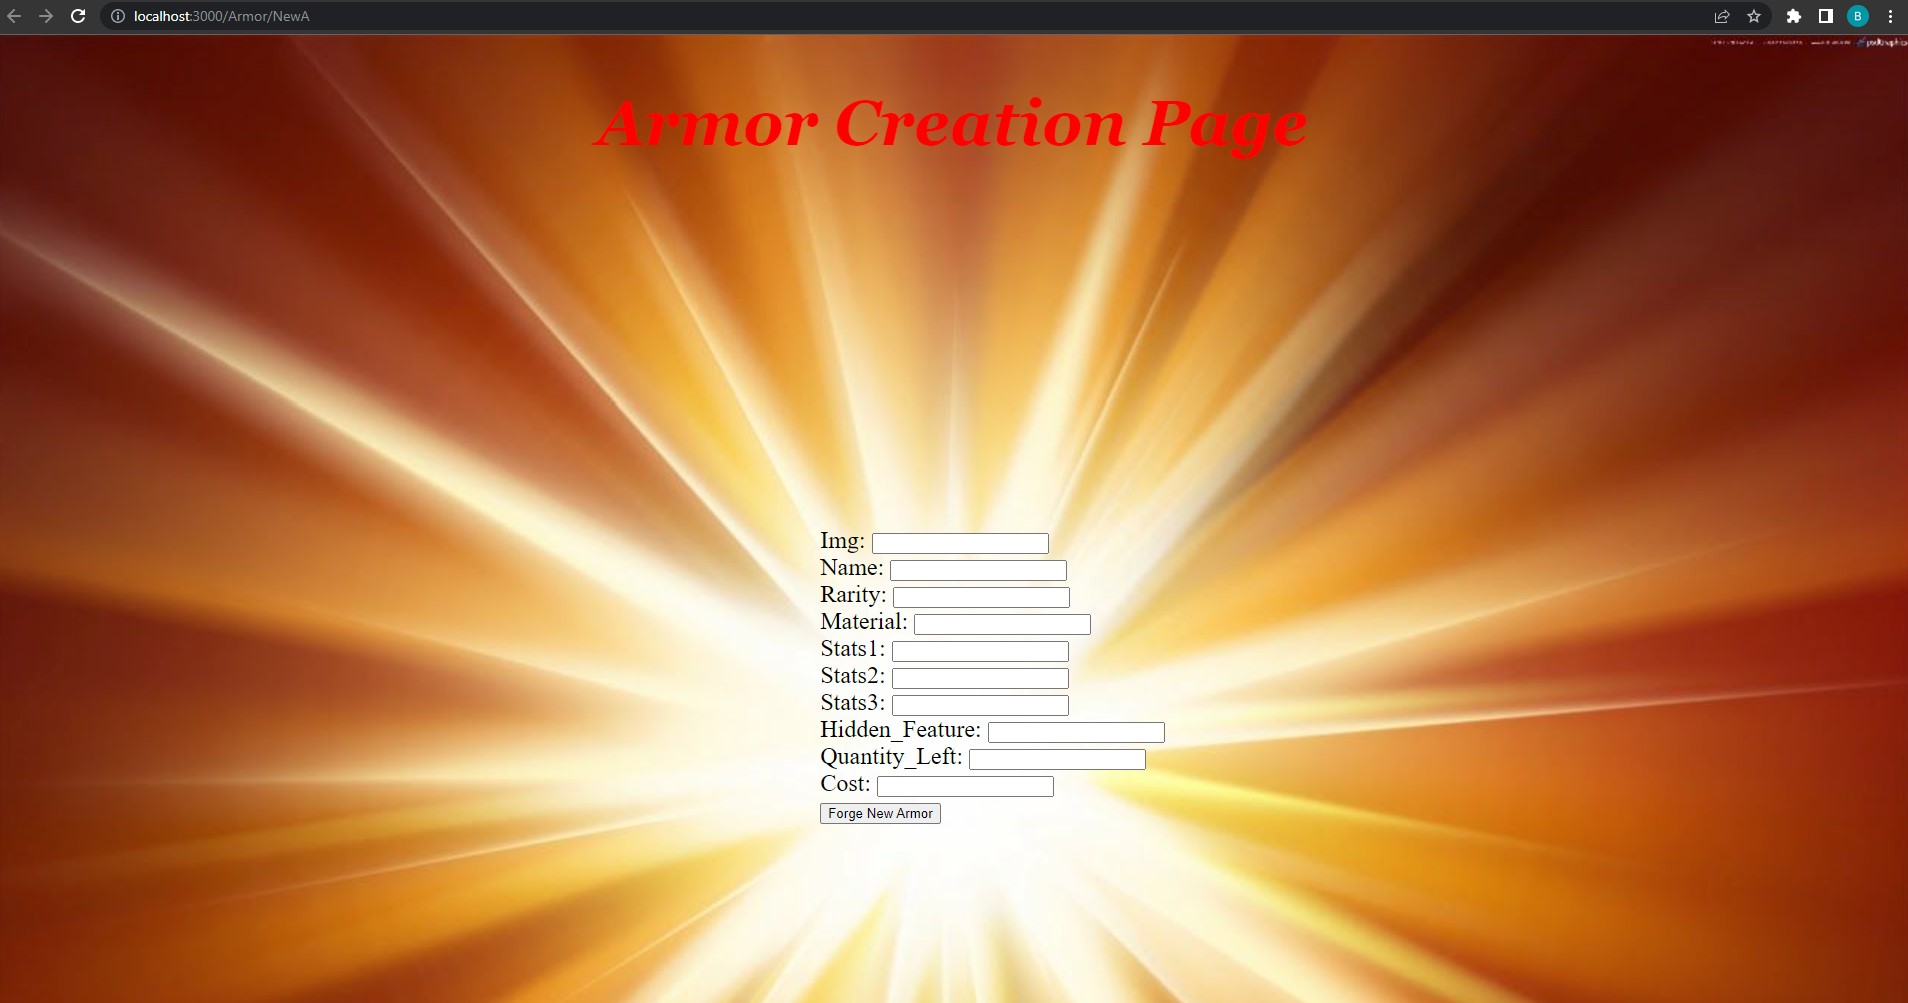 localhost:3000/Armor/NewA
B
Armor Creation Page
Img:
Name:
Rarity:
Material:
Stats1:
Stats2:
Stats3:
Hidden_Feature:
Quantity_Left:
Cost:
Forge New Armor